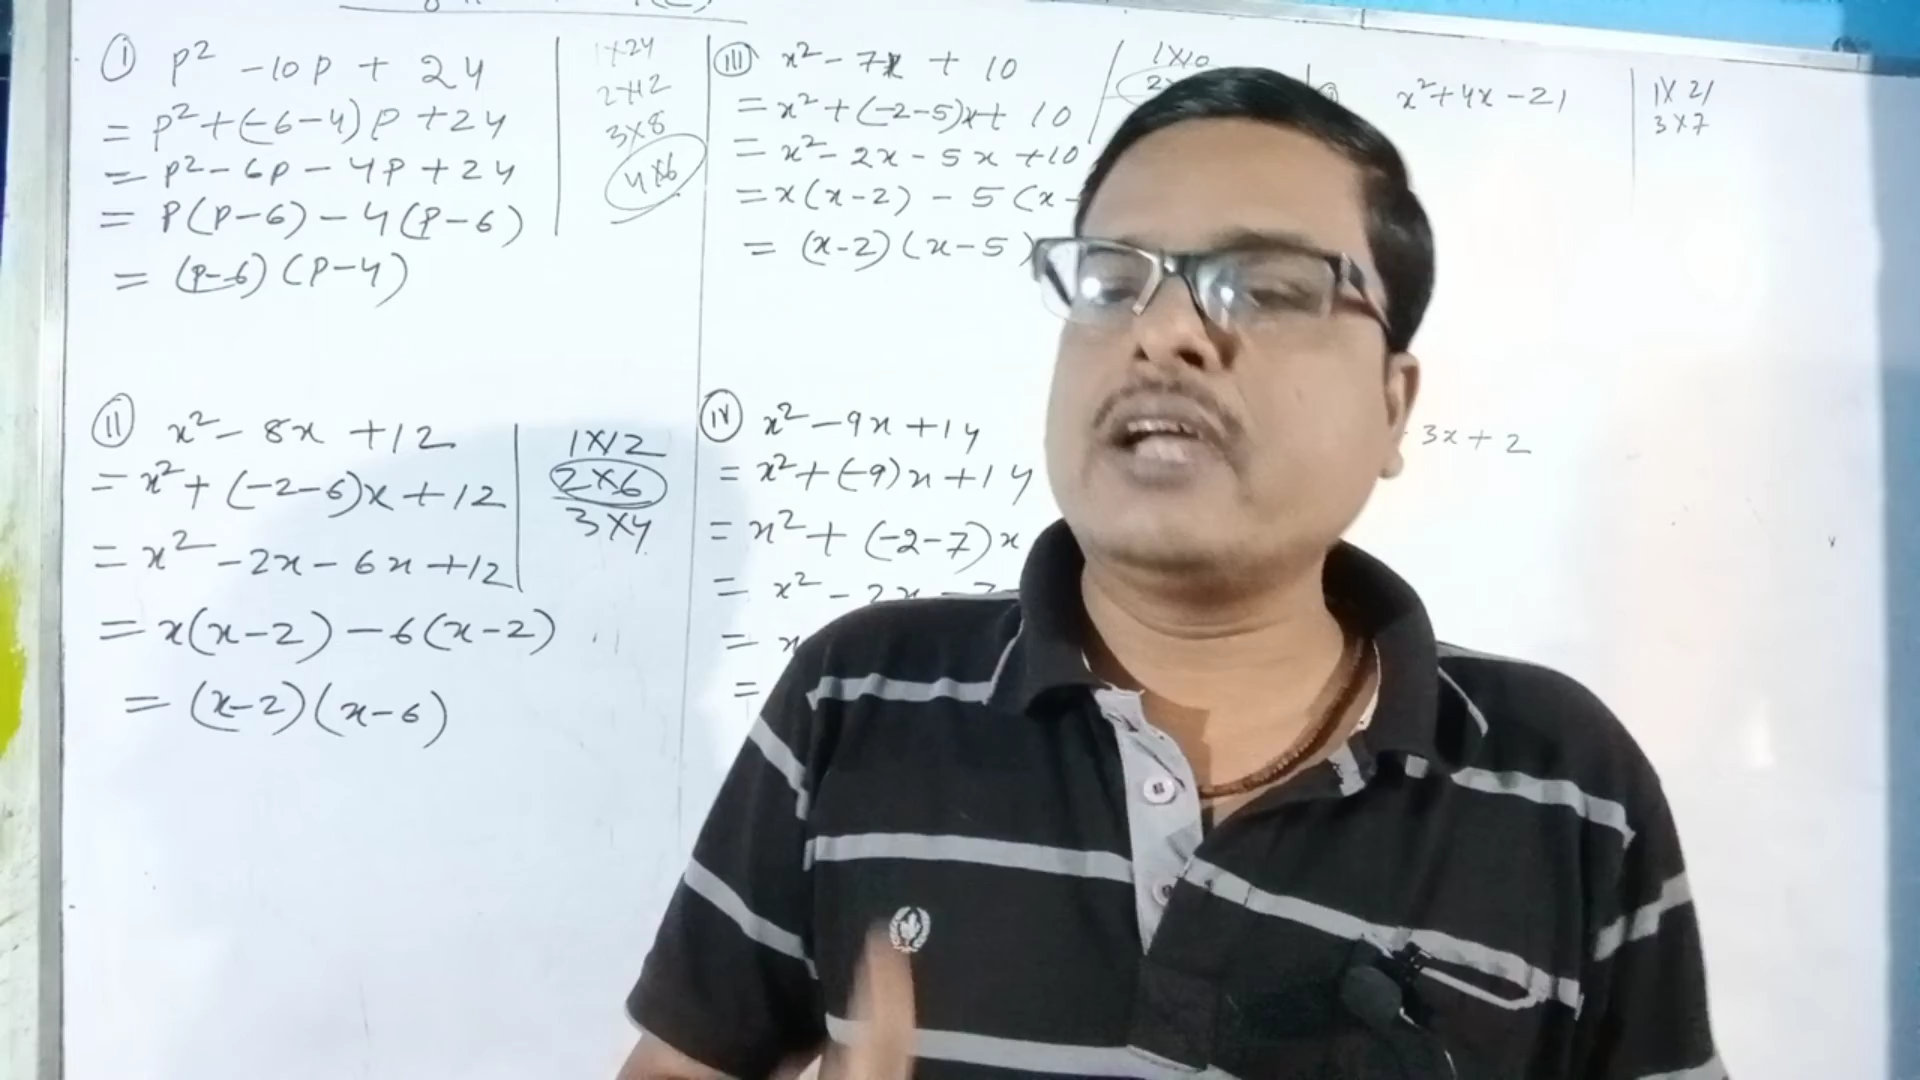 ① p² - 10p + 24
= p² + (-6-4)p + 24
= p² - 6p - 4p + 24
= p(p-6) - 4(p-6)
= (p-6)(p-4)
1×24
2×12
3×8
4×6
ⅱ x² - 8x + 12
= x² + (-2-6)x + 12
= x² - 2x - 6x + 12
= x(x-2) - 6(x-2)
= (x-2)(x-6)
1×12
2×6
3×4
ⅲ x² - 7x + 10
= x² + (-2-5)x + 10
= x² - 2x - 5x + 10
= x(x-2) - 5(x-
= (x-2)(x-5)
1×10
2
ⅳ x² - 9x + 14
= x² + (-9)x + 14
= x² + (-2-7)x
= x² - 2x - 7
= x
=
x² + 4x - 21
1×21
3×7
3x + 2